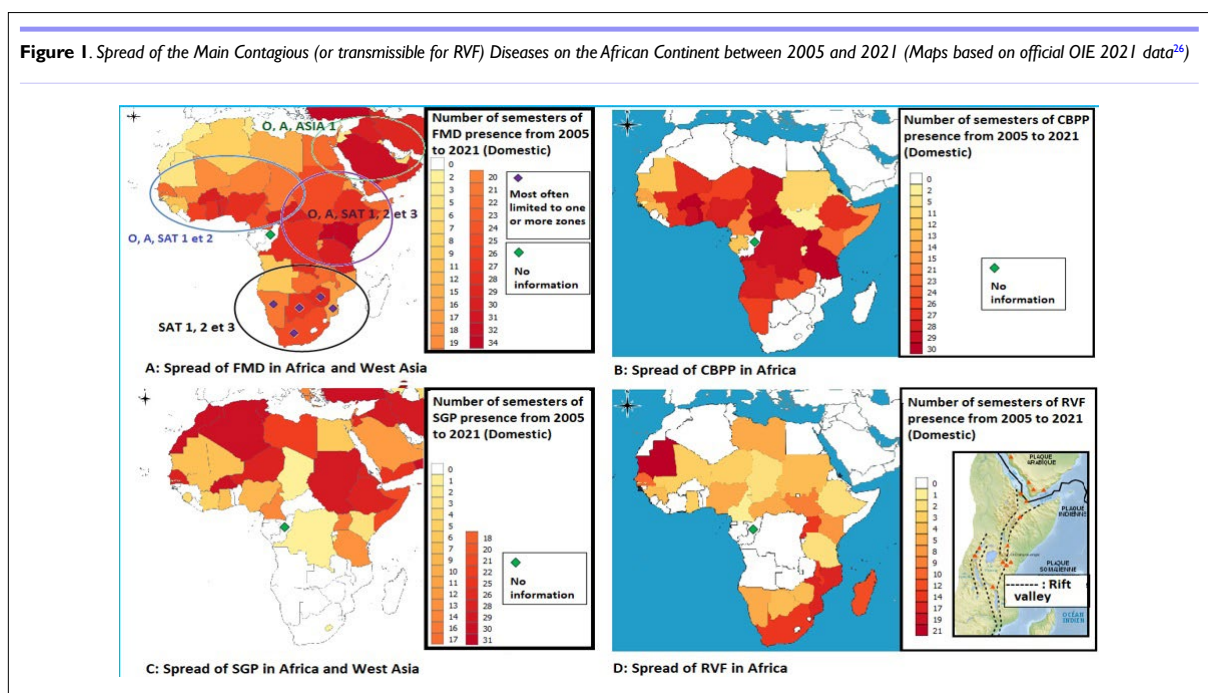 Figure 1. Spread of the Main Contagious (or transmissible for RVF) Diseases on the African Continent between 2005 and 2021 (Maps based on official OIE 2021 data26)
O, A, ASIA 1
O, A, SAT 1, 2 et 3
O, A, SAT 1 et 2
SAT 1, 2 et 3
Number of semesters of
FMD presence from 2005
to 2021 (Domestic)
0
2
3
5
6
7
8
9
11
12
15
16
17
18
19
20
21
22
23
24
26
27
28
29
30
31
32
34
Most often
limited to one
or more zones
No
information
A: Spread of FMD in Africa and West Asia
Number of semesters of CBPP
presence from 2005 to 2021
(Domestic)
0
2
5
11
12
13
14
15
21
23
24
26
27
28
29
30
No
information
B: Spread of CBPP in Africa
Number of semesters of
SGP presence from 2005
to 2021 (Domestic)
0
1
2
3
4
5
6
7
9
10
11
12
13
14
16
17
18
20
21
22
25
26
28
29
30
31
No
information
C: Spread of SGP in Africa and West Asia
Number of semesters of RVF
presence from 2005 to 2021
(Domestic)
0
1
2
3
4
5
8
9
10
12
14
17
19
21
PLAQUE
ARABIQUE
PLAQUE
INDIENNE
PLAQUE
SOMALIENNE
: Rift
valley
OCÉAN
INDIEN
D: Spread of RVF in Africa